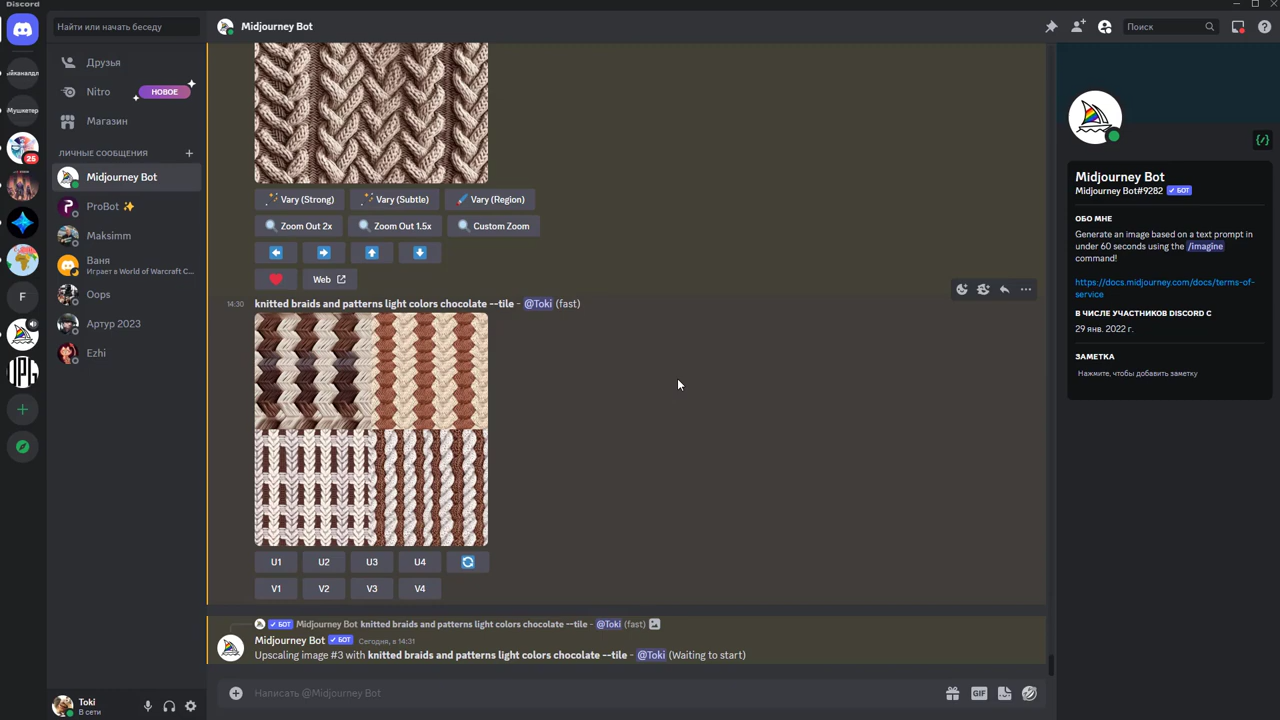 Discord
Найти или начать беседу
Midjourney Bot
Поиск
Друзья
Nitro
НОВОЕ
Магазин
ЛИЧНЫЕ СООБЩЕНИЯ
Midjourney Bot
ProBot
Maksimm
Ваня
Играет в World of Warcraft C...
Oops
Артур 2023
Ezhi
ыйканалдл
Мушкетер
25
F
Toki
В сети
Vary (Strong)
Vary (Subtle)
Vary (Region)
Zoom Out 2x
Zoom Out 1.5x
Custom Zoom
Web
14:30 knitted braids and patterns light colors chocolate --tile - @Toki (fast)
U1
U2
U3
U4
V1
V2
V3
V4
БОТ Midjourney Bot knitted braids and patterns light colors chocolate --tile - @Toki (fast)
Midjourney Bot БОТ Сегодня, в 14:31
Upscaling image #3 with knitted braids and patterns light colors chocolate --tile - @Toki (Waiting to start)
Написать @Midjourney Bot
GIF
Midjourney Bot
Midjourney Bot#9282 БОТ
ОБО МНЕ
Generate an image based on a text prompt in
under 60 seconds using the /imagine
command!
https://docs.midjourney.com/docs/terms-of-
service
В ЧИСЛЕ УЧАСТНИКОВ DISCORD С
29 янв. 2022 г.
ЗАМЕТКА
Нажмите, чтобы добавить заметку